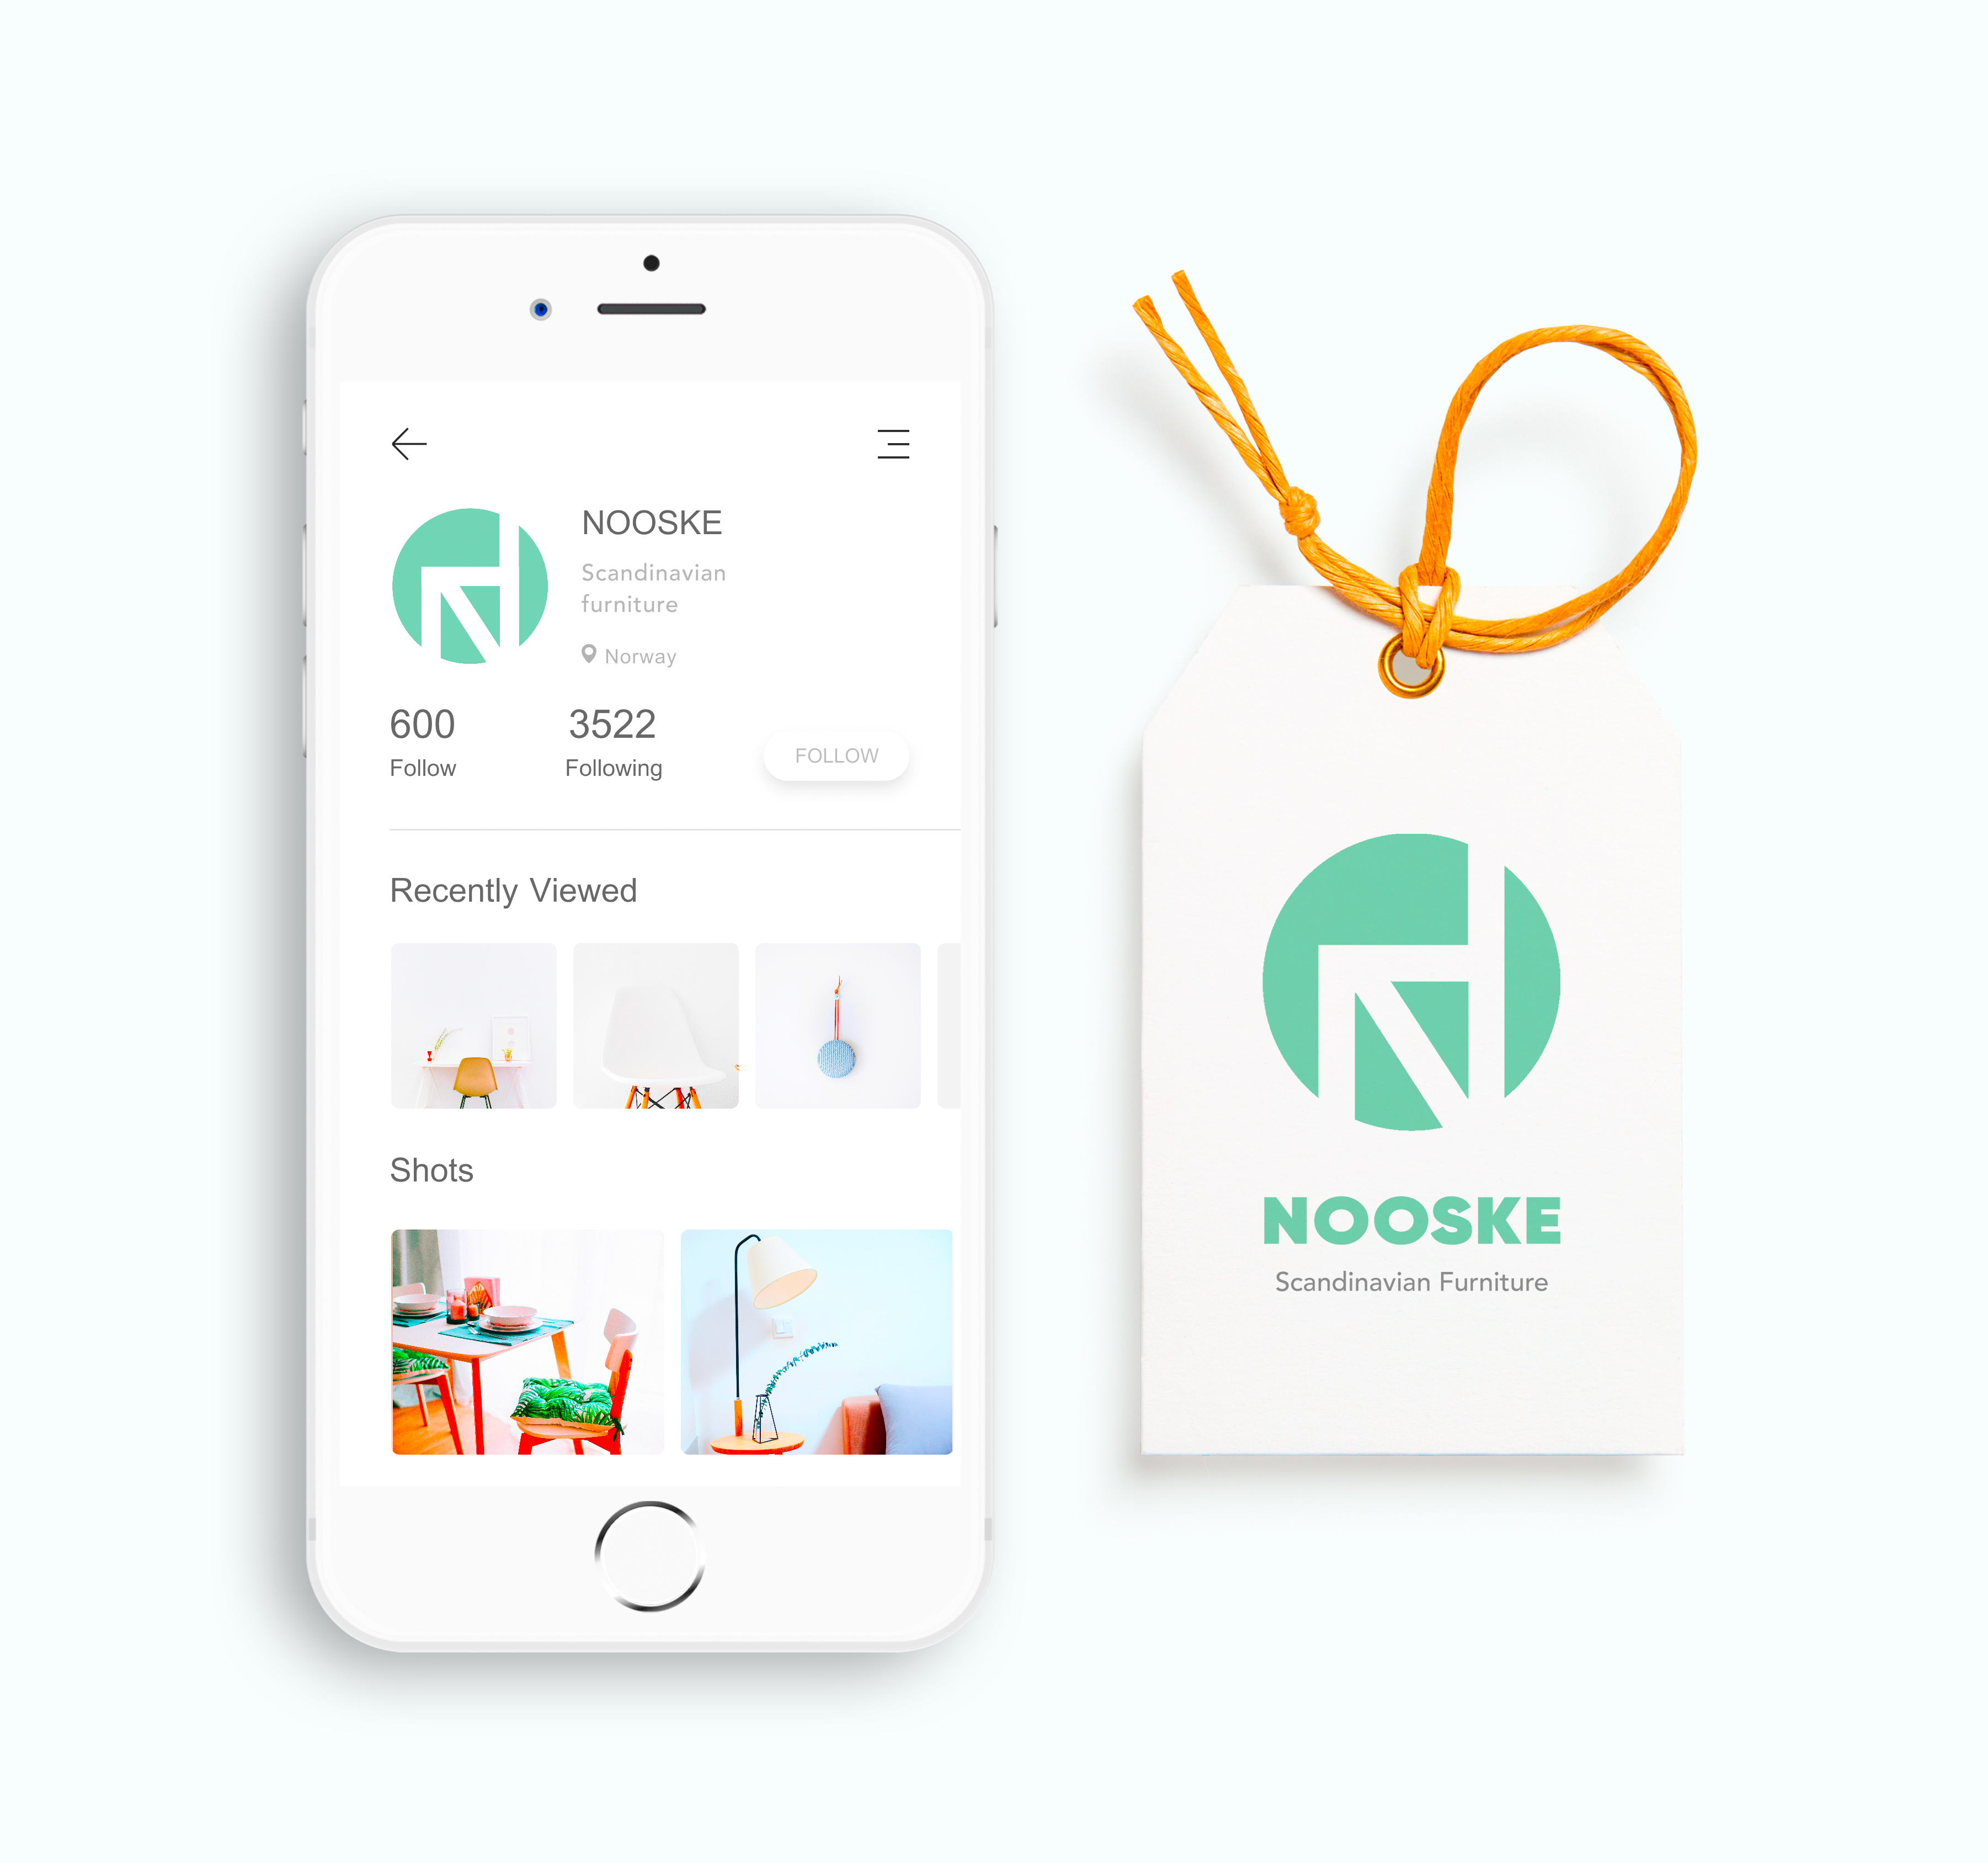 NOOSKE
Scandinavian
furniture
Norway
600
Follow
3522
Following
FOLLOW
Recently Viewed
Shots
NOOSKE
Scandinavian Furniture